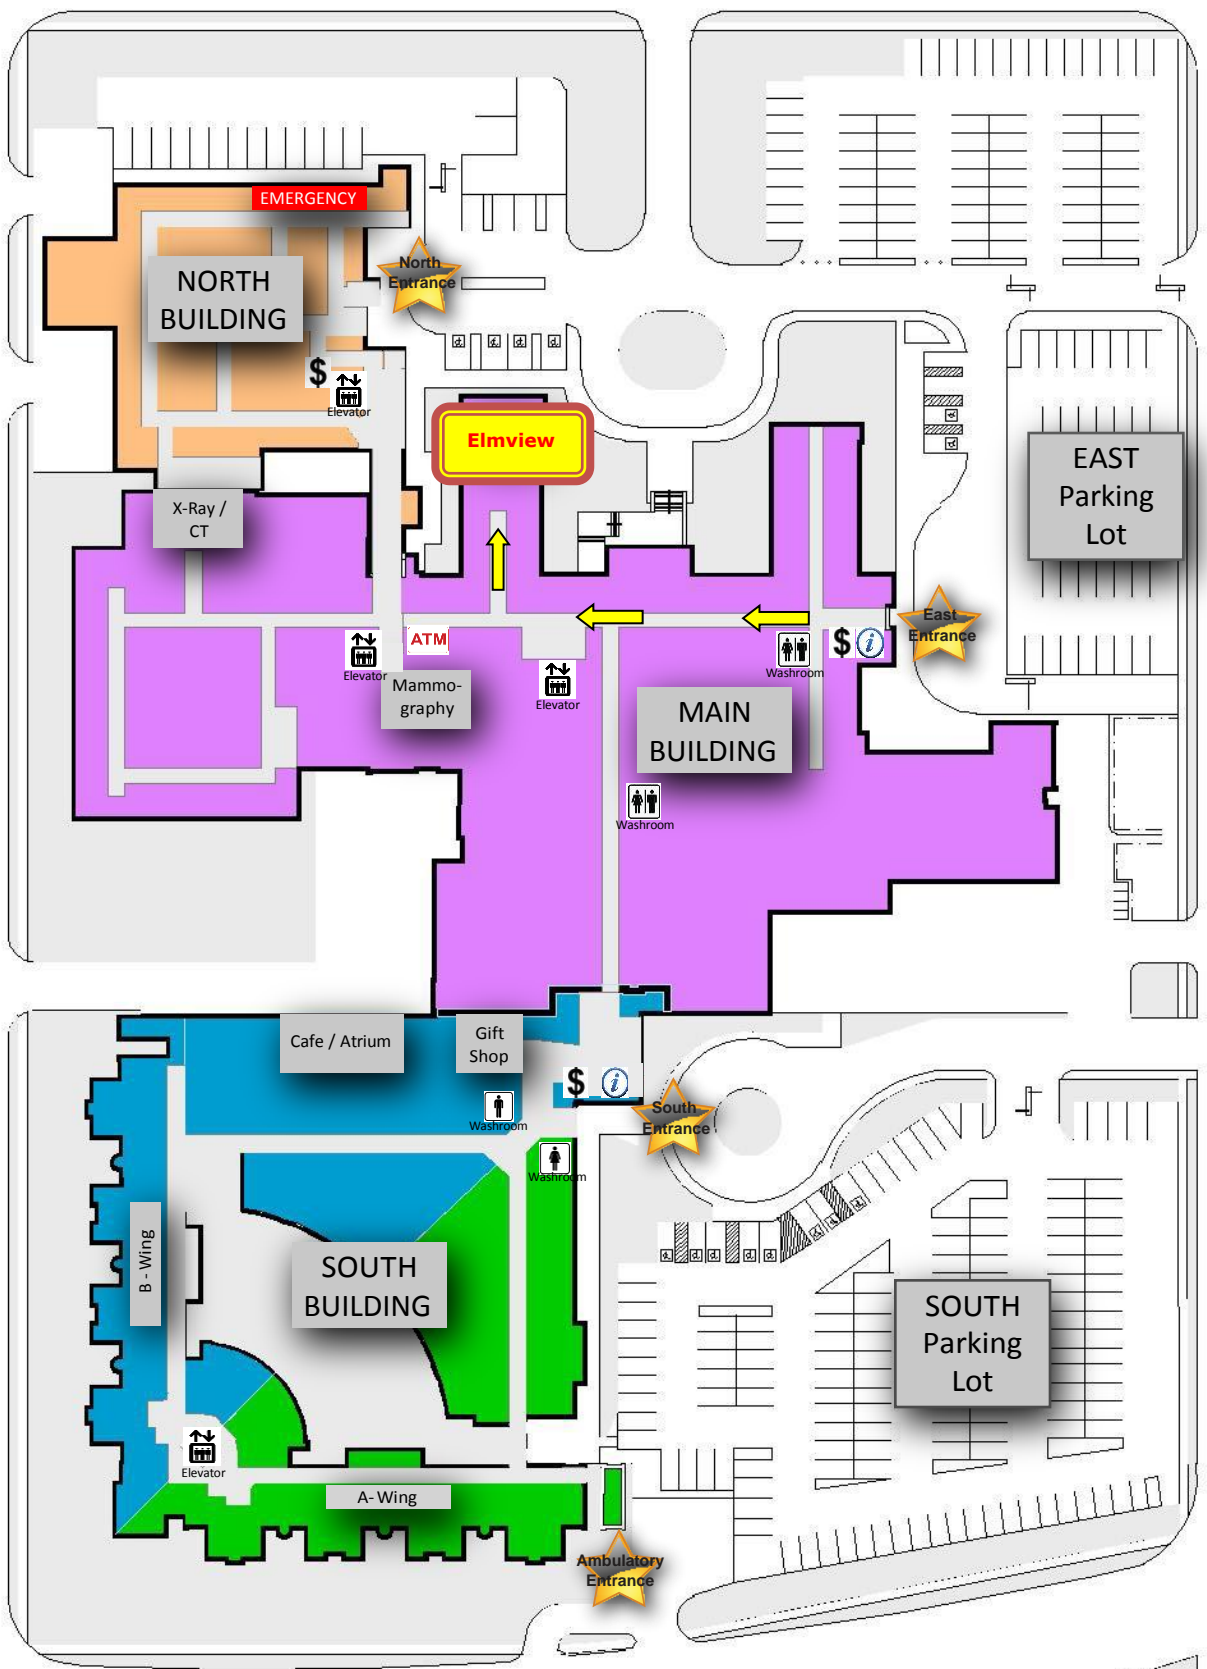 EMERGENCY
North
Entrance
NORTH
BUILDING
$
Elevator
Elmview
EAST
Parking
Lot
X-Ray /
CT
East
Entrance
ATM
$ i
Elevator
Washroom
Mammo-
graphy
Elevator
MAIN
BUILDING
Washroom
Cafe / Atrium
Gift
Shop
$ i
Washroom
South
Entrance
Washroom
B - Wing
SOUTH
BUILDING
SOUTH
Parking
Lot
Elevator
A- Wing
Ambulatory
Entrance